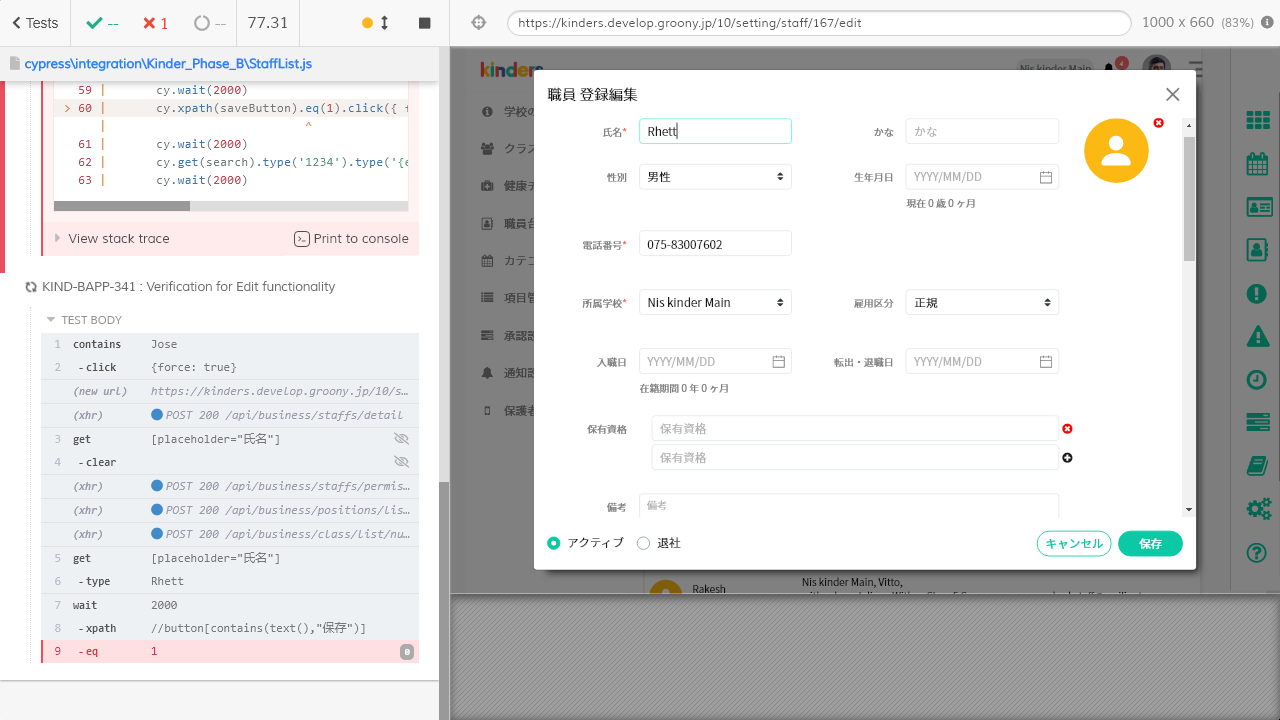 Tests
--
1
--
77.31
https://kinders.develop.groony.jp/10/setting/staff/167/edit
1000 x 660 (83%)
cypress\integration\Kinder_Phase_B\StaffList.js
59 | cy.wait(2000)
> 60 | cy.xpath(saveButton).eq(1).click({
| ^
61 | cy.wait(2000)
62 | cy.get(search).type('1234').type('{
63 | cy.wait(2000)
View stack trace
Print to console
KIND-BAPP-341 : Verification for Edit functionality
TEST BODY
1 contains Jose
2 - click {force: true}
(new url) https://kinders.develop.groony.jp/10/s…
(xhr) POST 200 /api/business/staffs/detail
3 get [placeholder="氏名"]
4 - clear
(xhr) POST 200 /api/business/staffs/permis…
(xhr) POST 200 /api/business/positions/lis…
(xhr) POST 200 /api/business/class/list/nu…
5 get [placeholder="氏名"]
6 - type Rhett
7 wait 2000
8 - xpath //button[contains(text(),"保存")]
9 - eq 1 0
kinders
Nis kinder Main
4
学校の
クラス
健康
職員
カテゴ
項目
承認
通知
保護者
職員 登録編集
氏名* Rhett
かな かな
性別 男性
生年月日 YYYY/MM/DD
現在 0 歳 0 ヶ月
電話番号* 075-83007602
所属学校* Nis kinder Main
雇用区分 正規
入職日 YYYY/MM/DD
転出・退職日 YYYY/MM/DD
在籍期間 0 年 0 ヶ月
保有資格 保有資格
保有資格
備考 備考
アクティブ
退社
キャンセル
保存
Rakesh
Nis kinder Main, Vitto,